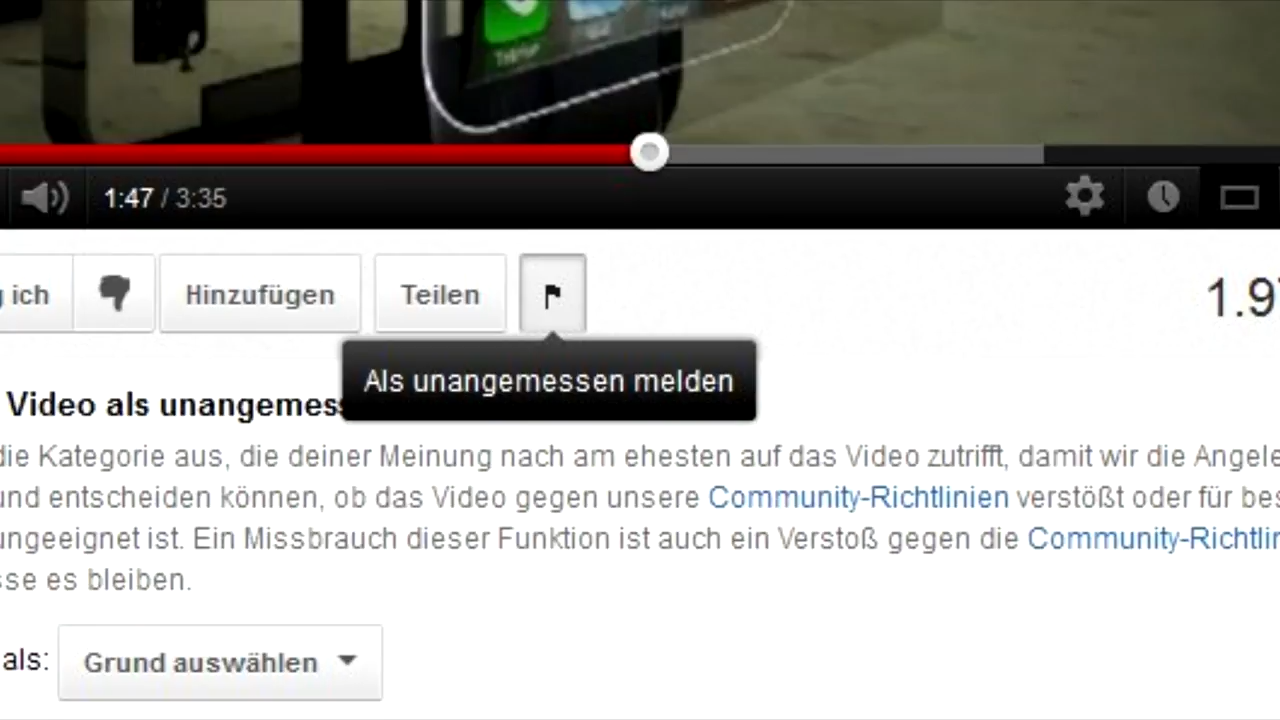 1:47 / 3:35
ich
Hinzufügen
Teilen
1.9
Als unangemessen melden
Video als unangemess
die Kategorie aus, die deiner Meinung nach am ehesten auf das Video zutrifft, damit wir die Angele
und entscheiden können, ob das Video gegen unsere Community-Richtlinien verstößt oder für bes
ungeeignet ist. Ein Missbrauch dieser Funktion ist auch ein Verstoß gegen die Community-Richtlin
sse es bleiben.
als:
Grund auswählen